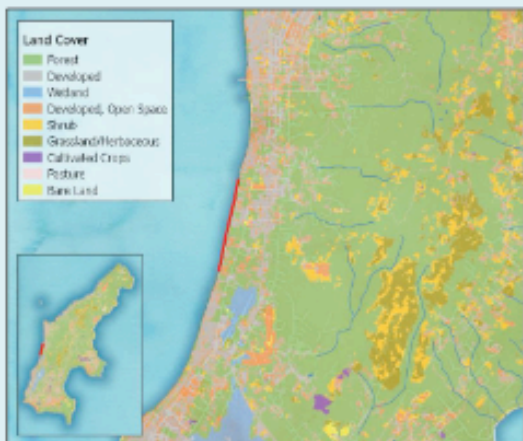 Land Cover
Forest
Developed
Wetland
Developed, Open Space
Shrub
Grassland/Herbaceous
Cultivated Crops
Pasture
Bare Land